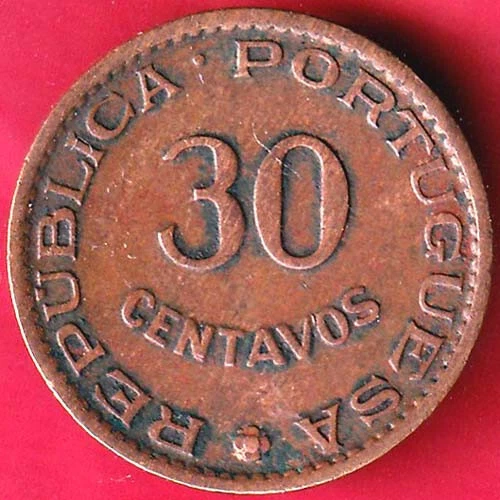 REPUBLICA · PORTUGUESA
30
CENTAVOS